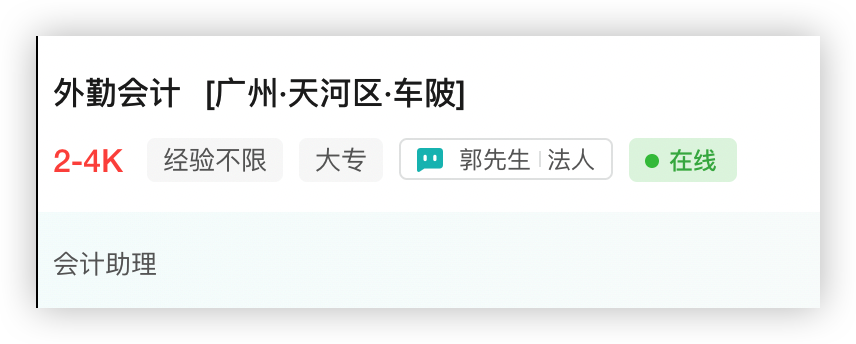 外勤会计 [广州·天河区·车陂]
2-4K 经验不限 大专 郭先生 | 法人 在线
会计助理